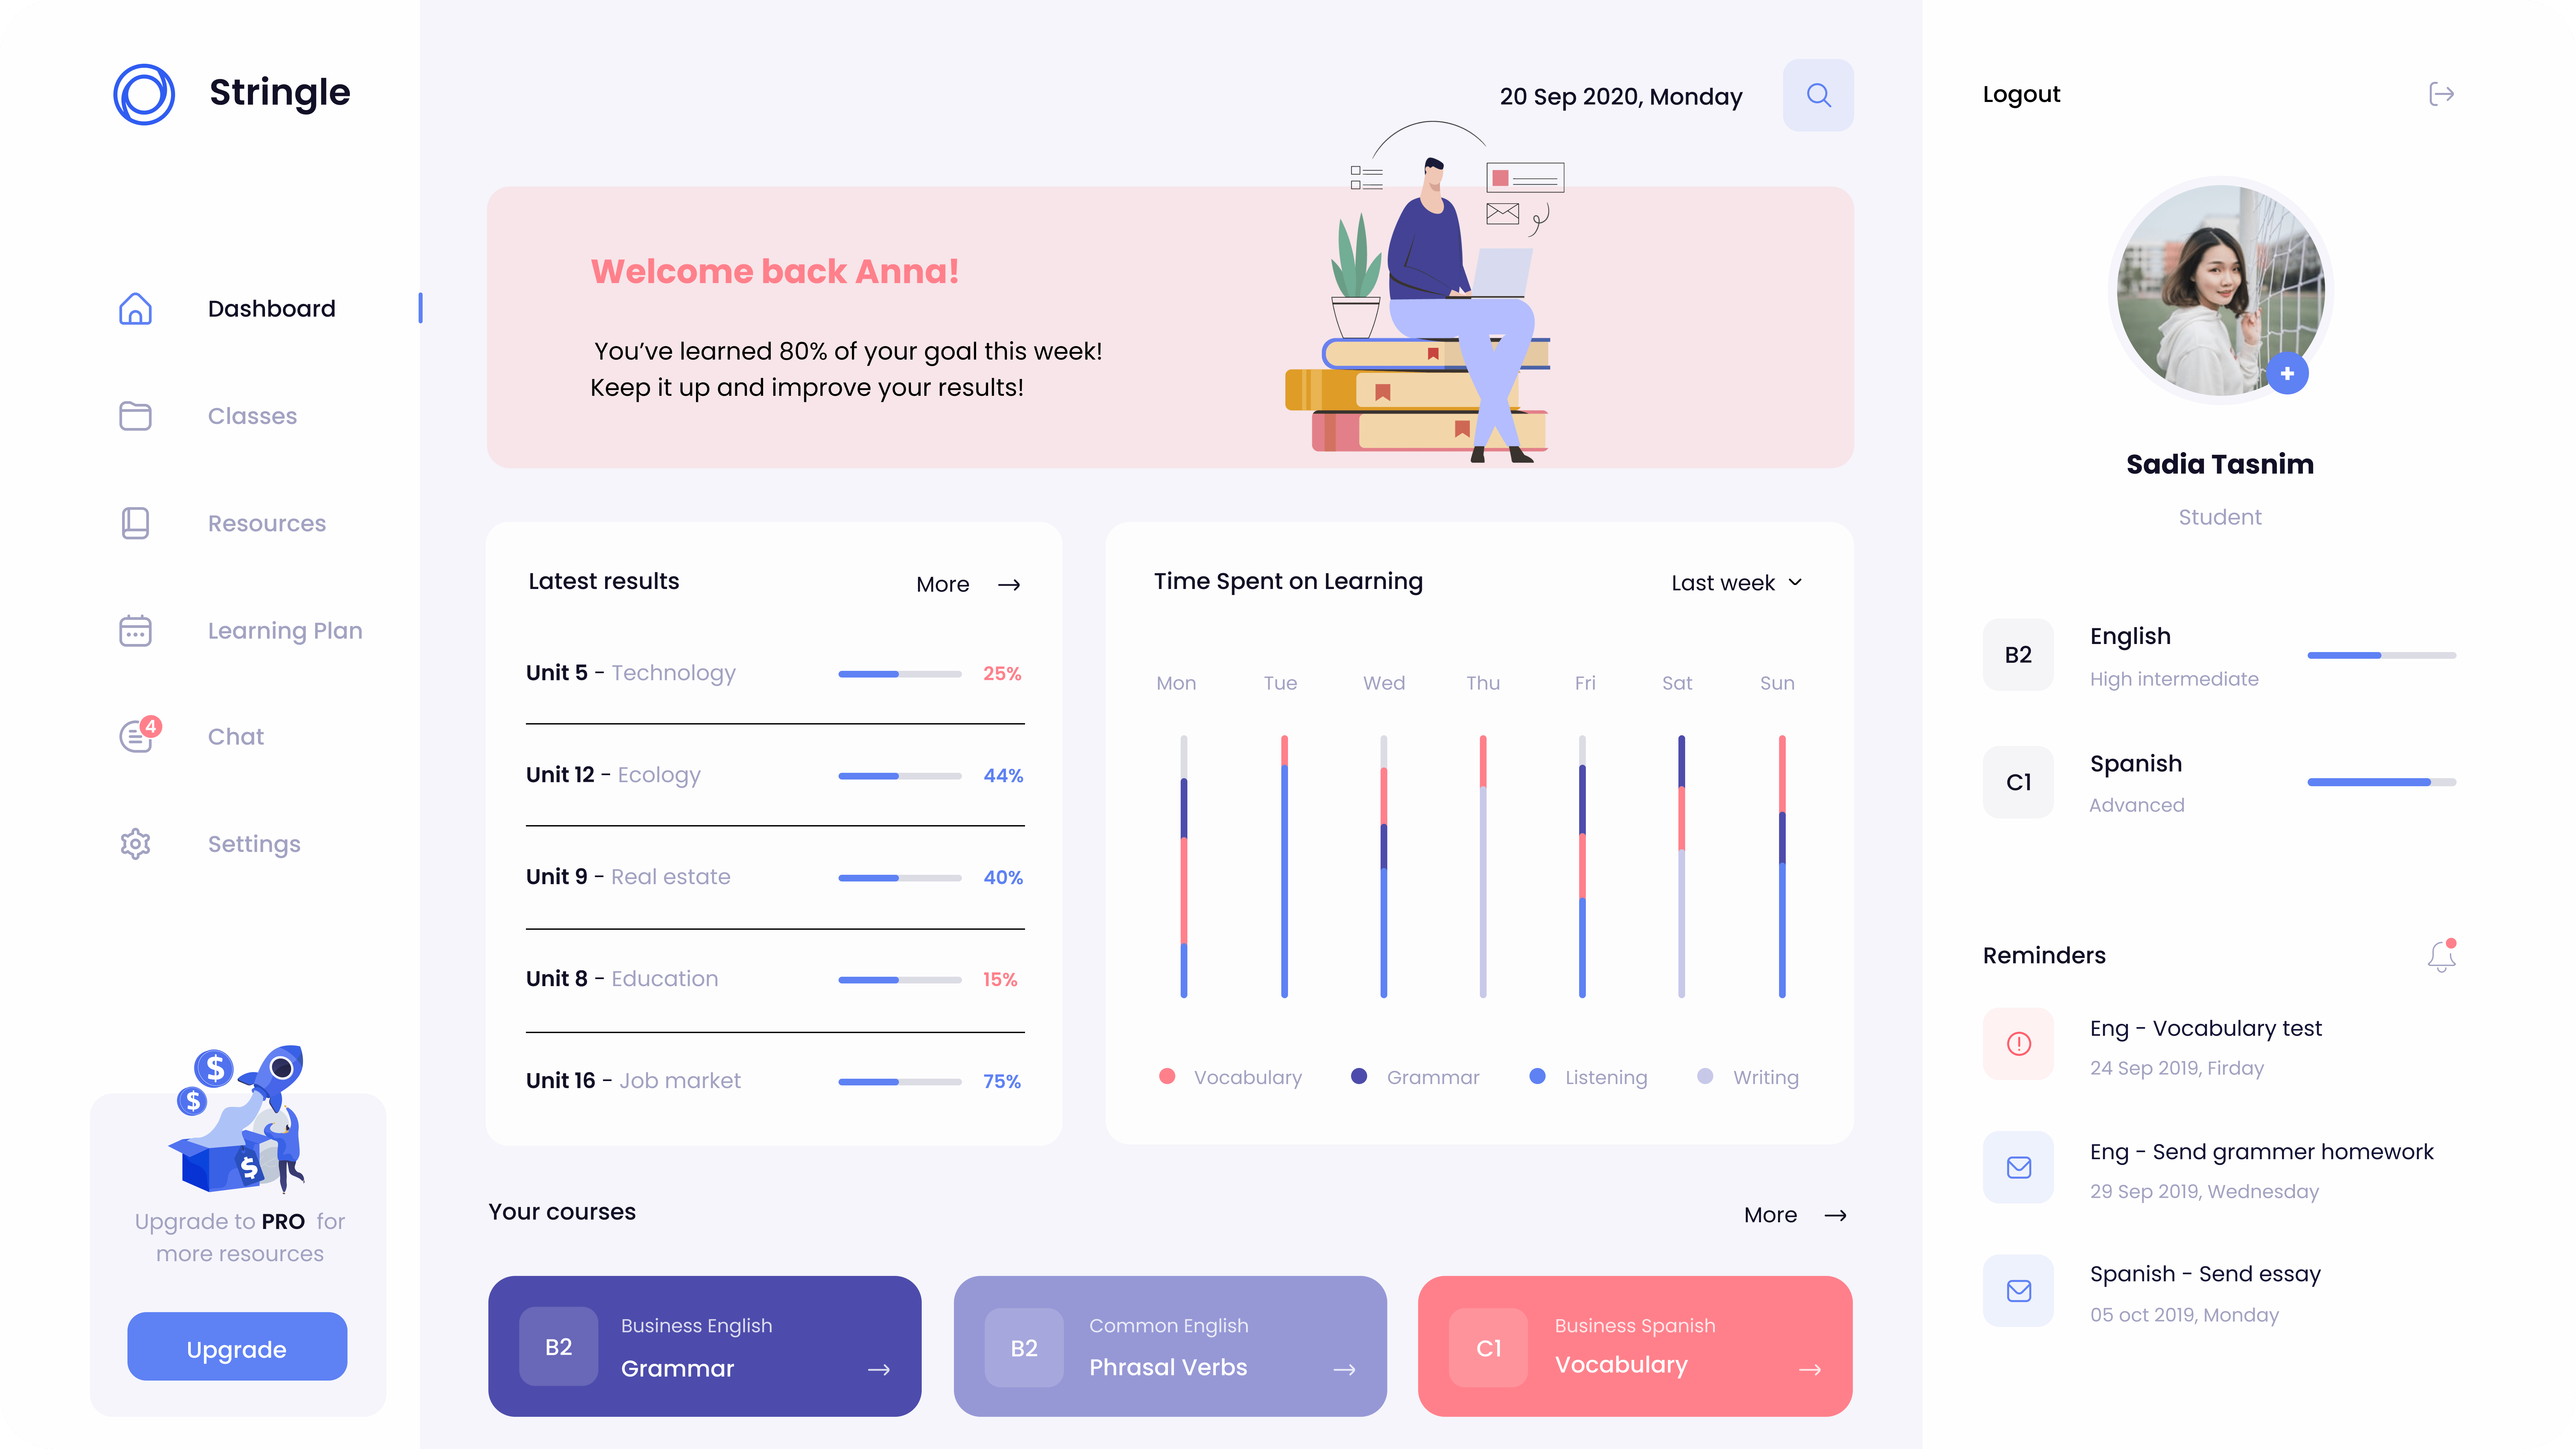 Stringle
Dashboard
Classes
Resources
Learning Plan
4
Chat
Settings
$
$
$
Upgrade to PRO for
more resources
Upgrade
20 Sep 2020, Monday
Welcome back Anna!
You’ve learned 80% of your goal this week!
Keep it up and improve your results!
Latest results
More
Unit 5 - Technology 25%
Unit 12 - Ecology 44%
Unit 9 - Real estate 40%
Unit 8 - Education 15%
Unit 16 - Job market 75%
Time Spent on Learning
Last week
Mon Tue Wed Thu Fri Sat Sun
Vocabulary Grammar Listening Writing
Your courses
More
B2
Business English
Grammar
B2
Common English
Phrasal Verbs
C1
Business Spanish
Vocabulary
Logout
Sadia Tasnim
Student
B2
English
High intermediate
C1
Spanish
Advanced
Reminders
Eng - Vocabulary test
24 Sep 2019, Firday
Eng - Send grammer homework
29 Sep 2019, Wednesday
Spanish - Send essay
05 oct 2019, Monday